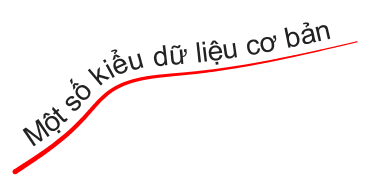 Một số kiểu dữ liệu cơ bản